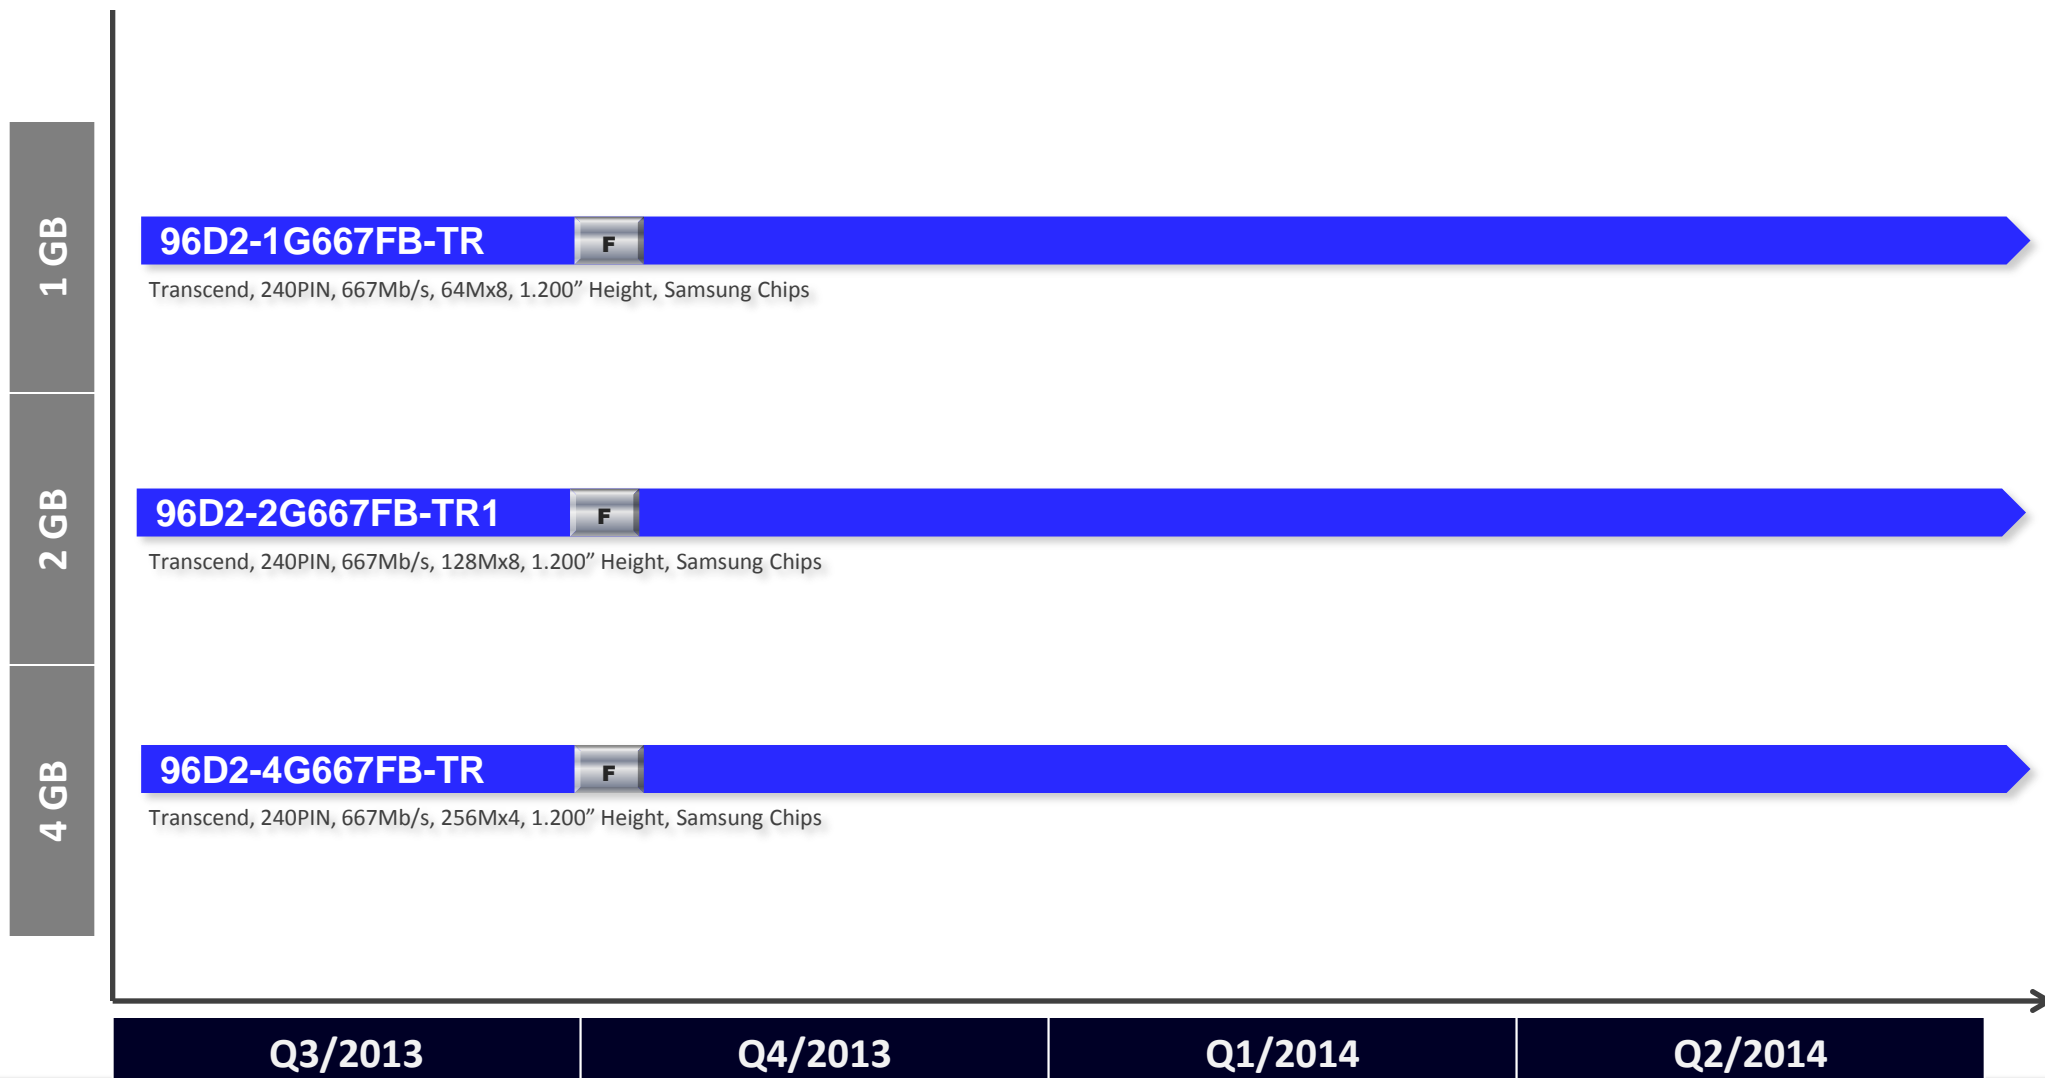 1 GB
96D2-1G667FB-TR F
Transcend, 240PIN, 667Mb/s, 64Mx8, 1.200” Height, Samsung Chips
2 GB
96D2-2G667FB-TR1 F
Transcend, 240PIN, 667Mb/s, 128Mx8, 1.200” Height, Samsung Chips
4 GB
96D2-4G667FB-TR F
Transcend, 240PIN, 667Mb/s, 256Mx4, 1.200” Height, Samsung Chips
Q3/2013 Q4/2013 Q1/2014 Q2/2014